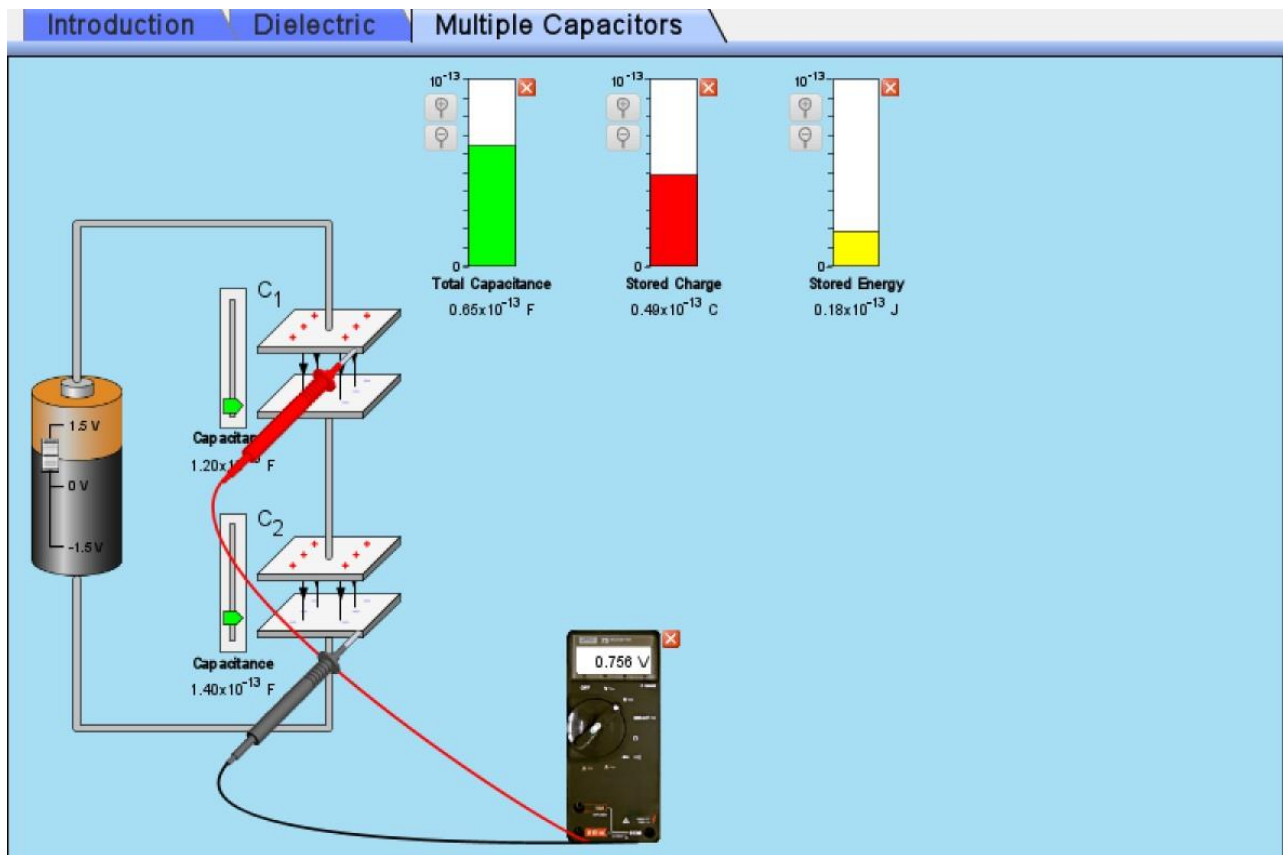 Introduction
Dielectric
Multiple Capacitors
10-13
0
Total Capacitance
0.65x10-13 F
10-13
0
Stored Charge
0.49x10-13 C
10-13
0
Stored Energy
0.18x10-13 J
1.5 V
0 V
-1.5 V
C1
1.20x10 F
C2
Capacitance
1.40x10-13 F
0.756 V
OFF